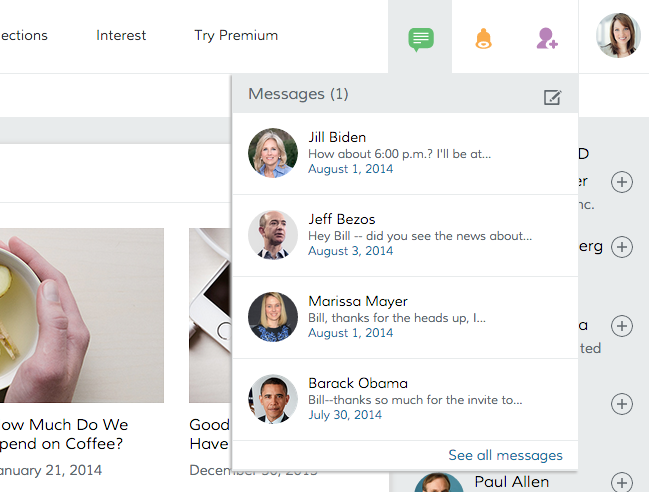 ections Interest Try Premium
Messages (1)
Jill Biden
How about 6:00 p.m.? I'll be at...
August 1, 2014
Jeff Bezos
Hey Bill -- did you see the news about...
August 3, 2014
Marissa Mayer
Bill, thanks for the heads up, I...
August 1, 2014
Barack Obama
Bill--thanks so much for the invite to...
July 30, 2014
See all messages
D
er
nc.
erg
a
ted
Paul Allen
ow Much Do We
pend on Coffee?
anuary 21, 2014
Good
Have
December 30, 2013